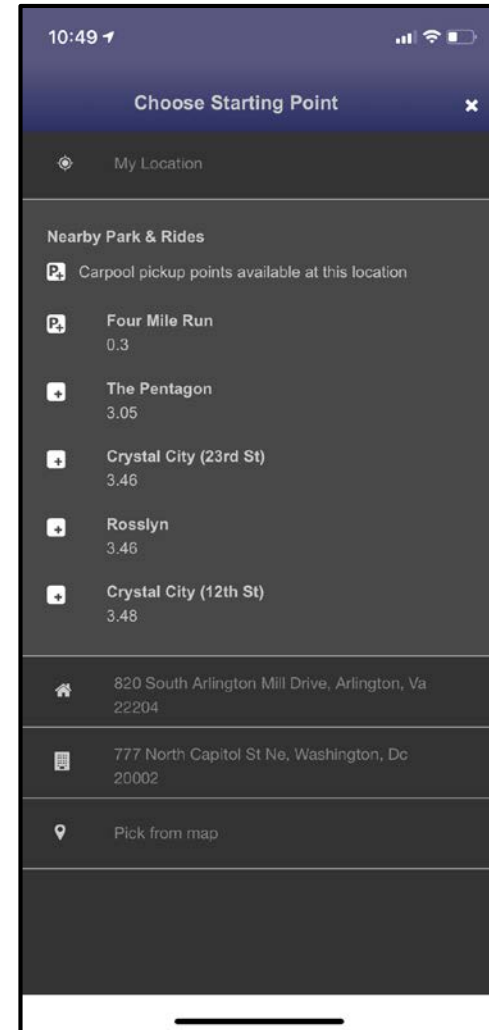 10:49
Choose Starting Point
My Location
Nearby Park & Rides
P+ Carpool pickup points available at this location
P+ Four Mile Run
0.3
+ The Pentagon
3.05
+ Crystal City (23rd St)
3.46
+ Rosslyn
3.46
+ Crystal City (12th St)
3.48
820 South Arlington Mill Drive, Arlington, Va
22204
777 North Capitol St Ne, Washington, Dc
20002
Pick from map